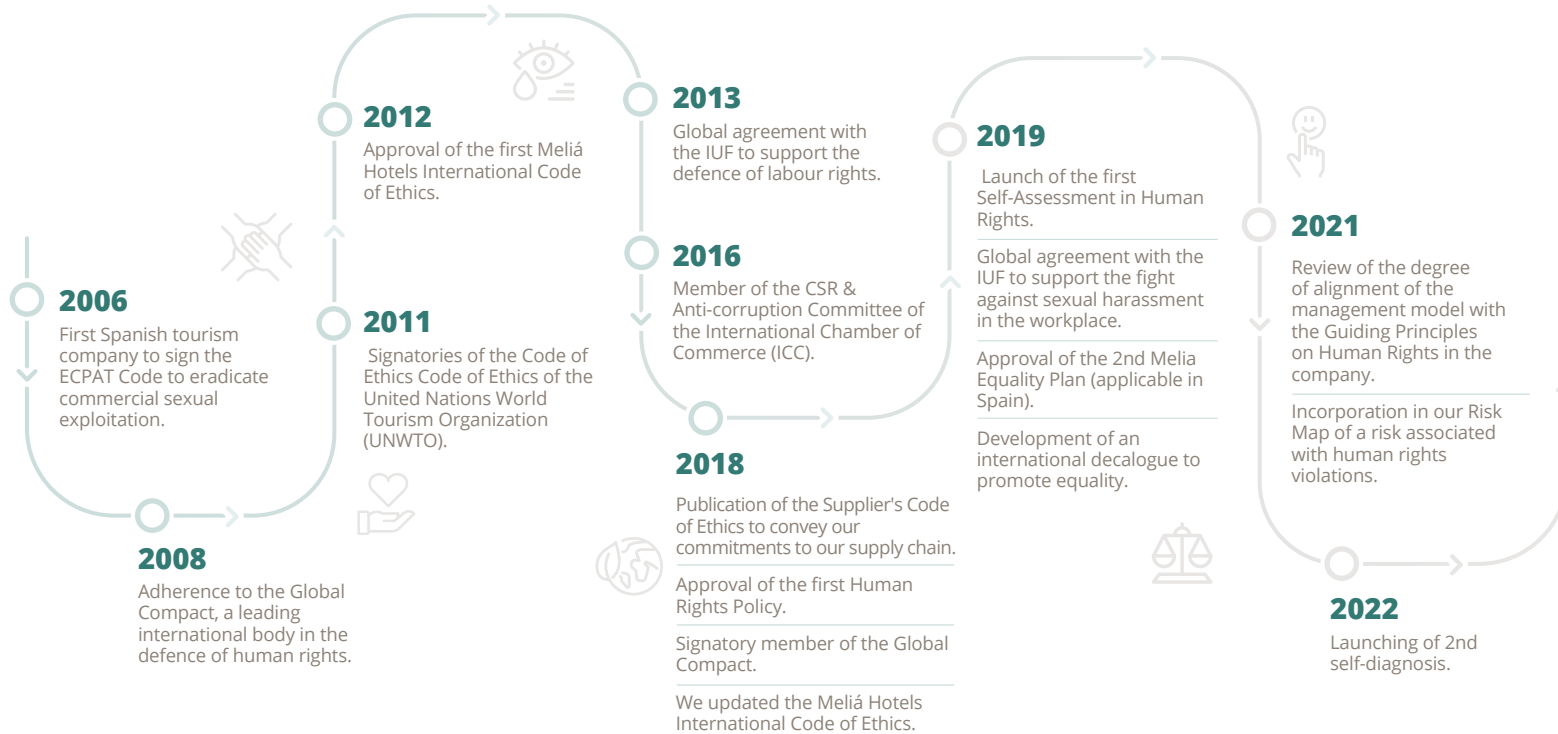 2006
First Spanish tourism
company to sign the
ECPAT Code to eradicate
commercial sexual
exploitation.
2008
Adherence to the Global
Compact, a leading
international body in the
defence of human rights.
2011
Signatories of the Code of
Ethics Code of Ethics of the
United Nations World
Tourism Organization
(UNWTO).
2012
Approval of the first Meliá
Hotels International Code
of Ethics.
2013
Global agreement with
the IUF to support the
defence of labour rights.
2016
Member of the CSR &
Anti-corruption Committee of
the International Chamber of
Commerce (ICC).
2018
Publication of the Supplier's Code
of Ethics to convey our
commitments to our supply chain.
Approval of the first Human
Rights Policy.
Signatory member of the Global
Compact.
We updated the Meliá Hotels
International Code of Ethics.
2019
Launch of the first
Self-Assessment in Human
Rights.
Global agreement with the
IUF to support the fight
against sexual harassment
in the workplace.
Approval of the 2nd Melia
Equality Plan (applicable in
Spain).
Development of an
international decalogue to
promote equality.
2021
Review of the degree
of alignment of the
management model with
the Guiding Principles
on Human Rights in the
company.
Incorporation in our Risk
Map of a risk associated
with human rights
violations.
2022
Launching of 2nd
self-diagnosis.